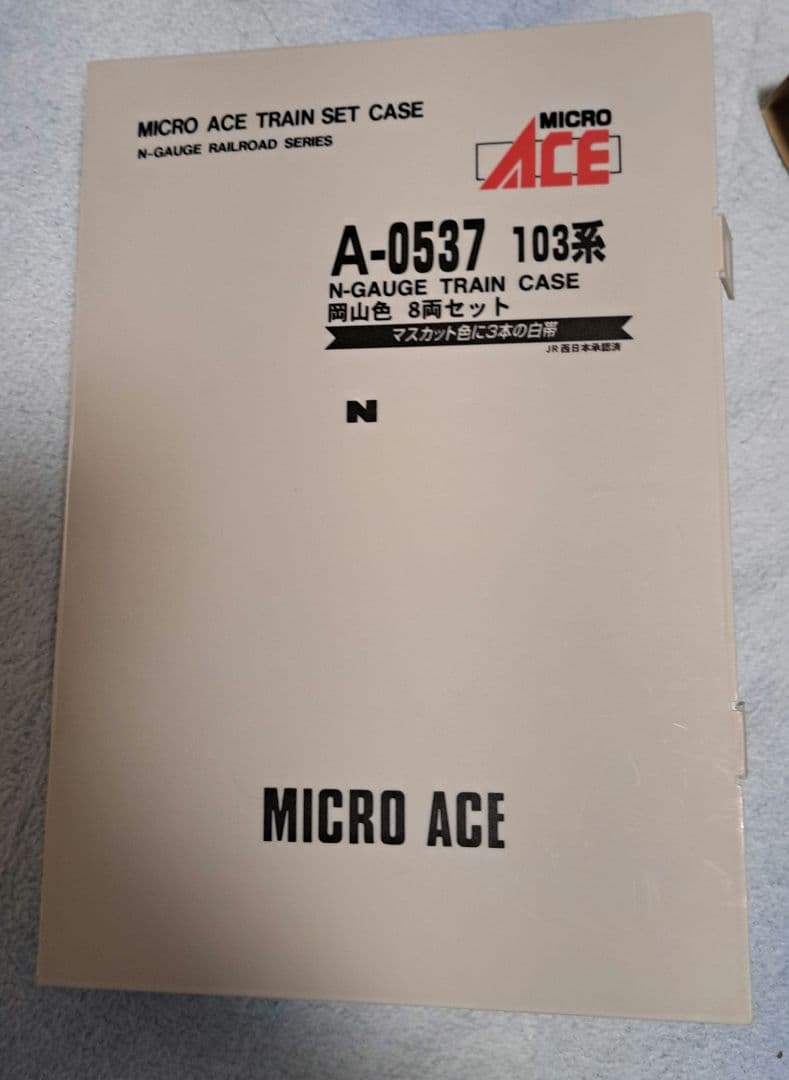 MICRO ACE TRAIN SET CASE
N-GAUGE RAILROAD SERIES
MICRO
ACE
A-0537 103系
N-GAUGE TRAIN CASE
岡山色 8両セット
マスカット色に3本の白帯
JR西日本承認済
N
MICRO ACE